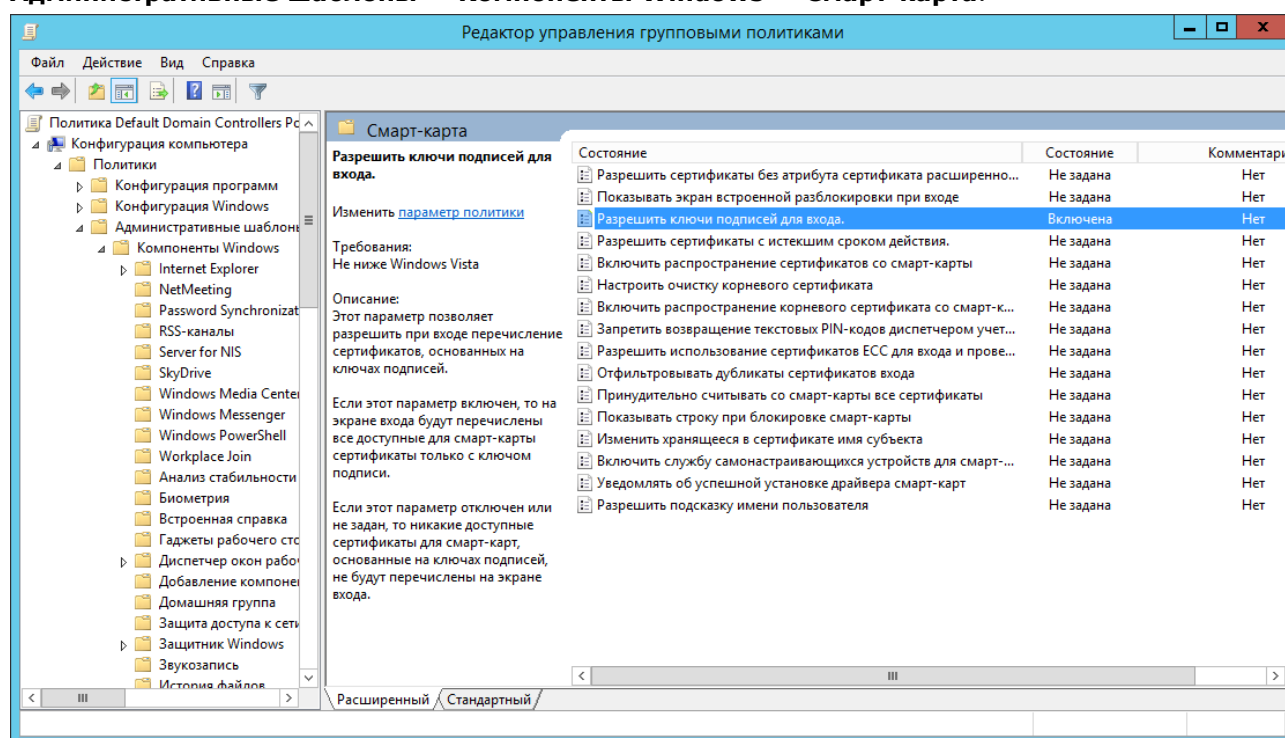 Редактор управления групповыми политиками
Файл Действие Вид Справка
Политика Default Domain Controllers Po
Конфигурация компьютера
Политики
Конфигурация программ
Конфигурация Windows
Административные шаблоны
Компоненты Windows
Internet Explorer
NetMeeting
Password Synchronizat
RSS-каналы
Server for NIS
SkyDrive
Windows Media Center
Windows Messenger
Windows PowerShell
Workplace Join
Анализ стабильности
Биометрия
Встроенная справка
Гаджеты рабочего сто
Диспетчер окон рабоч
Добавление компонен
Домашняя группа
Защита доступа к сети
Защитник Windows
Звукозапись
История файлов
Смарт-карта
Разрешить ключи подписей для
входа.
Изменить параметр политики
Требования:
Не ниже Windows Vista
Описание:
Этот параметр позволяет
разрешить при входе перечисление
сертификатов, основанных на
ключах подписей.
Если этот параметр включен, то на
экране входа будут перечислены
все доступные для смарт-карты
сертификаты только с ключом
подписи.
Если этот параметр отключен или
не задан, то никакие доступные
сертификаты для смарт-карт,
основанные на ключах подписей,
не будут перечислены на экране
входа.
Состояние Состояние Комментари
Разрешить сертификаты без атрибута сертификата расширенно... Не задана Нет
Показывать экран встроенной разблокировки при входе Не задана Нет
Разрешить ключи подписей для входа. Включена Нет
Разрешить сертификаты с истекшим сроком действия. Не задана Нет
Включить распространение сертификатов со смарт-карты Не задана Нет
Настроить очистку корневого сертификата Не задана Нет
Включить распространение корневого сертификата со смарт-к... Не задана Нет
Запретить возвращение текстовых PIN-кодов диспетчером учет... Не задана Нет
Разрешить использование сертификатов ECC для входа и прове... Не задана Нет
Отфильтровывать дубликаты сертификатов входа Не задана Нет
Принудительно считывать со смарт-карты все сертификаты Не задана Нет
Показывать строку при блокировке смарт-карты Не задана Нет
Изменить хранящееся в сертификате имя субъекта Не задана Нет
Включить службу самонастраивающихся устройств для смарт-... Не задана Нет
Уведомлять об успешной установке драйвера смарт-карт Не задана Нет
Разрешить подсказку имени пользователя Не задана Нет
Расширенный Стандартный